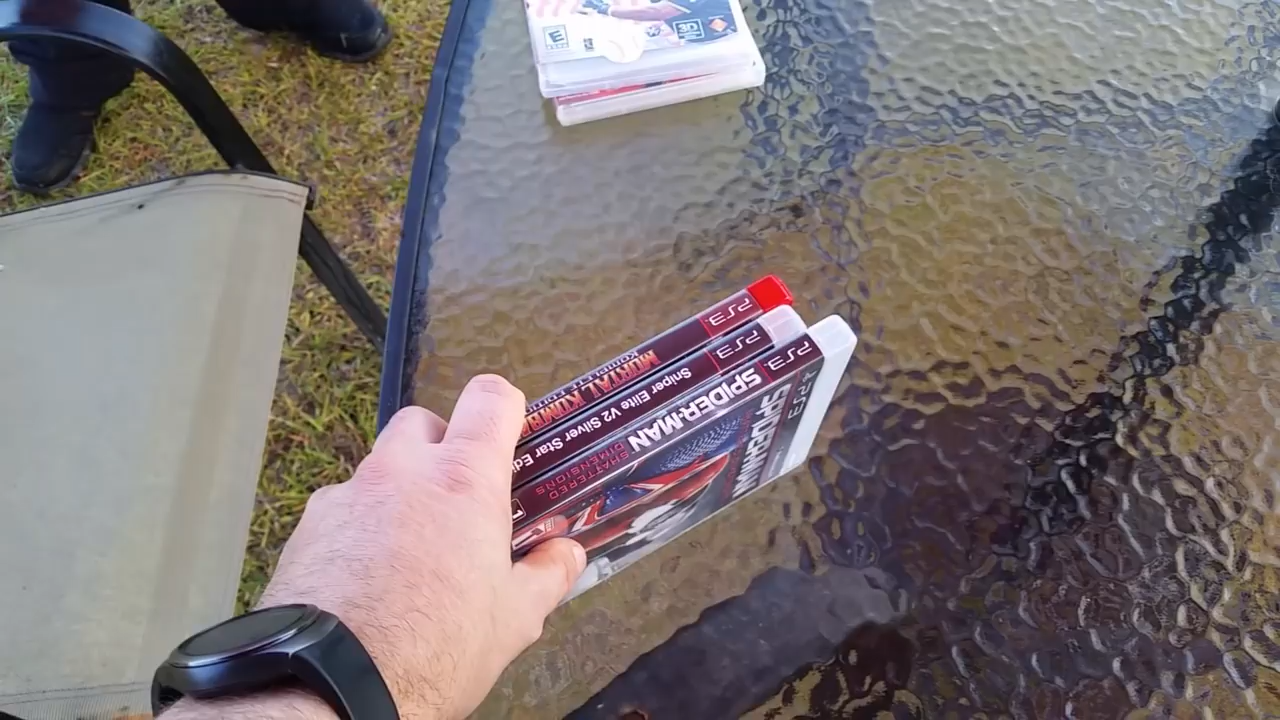 E
3D
PS3
MORTAL KOMBA
KOMPLETE EDITION
PS3
Sniper Elite V2 Silver Star Edi
PS3
SPIDER-MAN
SHATTERED
DIMENSIONS
PS3
SPIDER-MAN